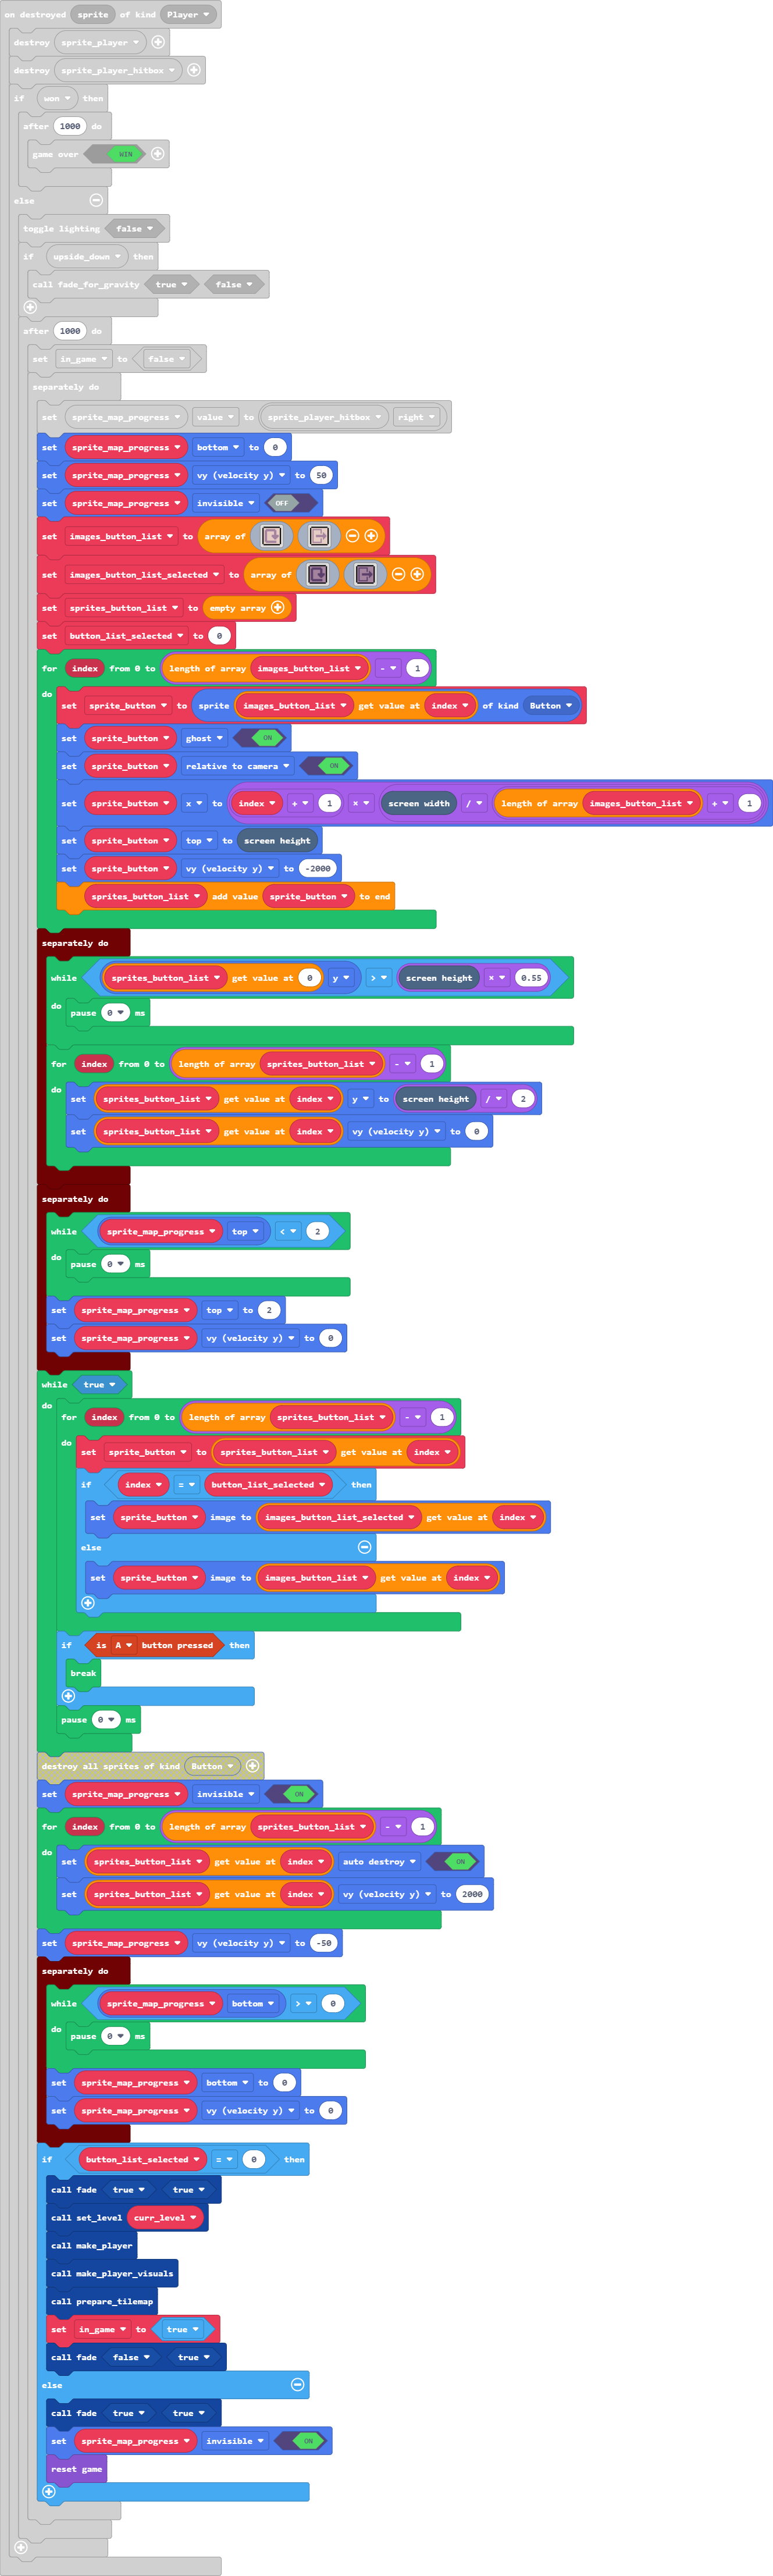 on destroyed sprite of kind Player
destroy sprite_player
destroy sprite_player_hitbox
if won then
after 1000 do
game over WIN
else
toggle lighting false
if upside_down then
call fade_for_gravity true false
after 1000 do
set in_game to false
separately do
set sprite_map_progress value to sprite_player_hitbox right
set sprite_map_progress bottom to 0
set sprite_map_progress vy (velocity y) to 50
set sprite_map_progress invisible OFF
set images_button_list to array of
set images_button_list_selected to array of
set sprites_button_list to empty array
set button_list_selected to 0
for index from 0 to length of array images_button_list - 1
do
set sprite_button to sprite images_button_list get value at index of kind Button
set sprite_button ghost ON
set sprite_button relative to camera ON
set sprite_button x to index + 1 × screen width / length of array images_button_list + 1
set sprite_button top to screen height
set sprite_button vy (velocity y) to -2000
sprites_button_list add value sprite_button to end
separately do
while sprites_button_list get value at 0 y > screen height × 0.55
do
pause 0 ms
for index from 0 to length of array sprites_button_list - 1
do
set sprites_button_list get value at index y to screen height / 2
set sprites_button_list get value at index vy (velocity y) to 0
separately do
while sprite_map_progress top < 2
do
pause 0 ms
set sprite_map_progress top to 2
set sprite_map_progress vy (velocity y) to 0
while true
do
for index from 0 to length of array sprites_button_list - 1
do
set sprite_button to sprites_button_list get value at index
if index = button_list_selected then
set sprite_button image to images_button_list_selected get value at index
else
set sprite_button image to images_button_list get value at index
if is A button pressed then
break
pause 0 ms
destroy all sprites of kind Button
set sprite_map_progress invisible ON
for index from 0 to length of array sprites_button_list - 1
do
set sprites_button_list get value at index auto destroy ON
set sprites_button_list get value at index vy (velocity y) to 2000
set sprite_map_progress vy (velocity y) to -50
separately do
while sprite_map_progress bottom > 0
do
pause 0 ms
set sprite_map_progress bottom to 0
set sprite_map_progress vy (velocity y) to 0
if button_list_selected = 0 then
call fade true true
call set_level curr_level
call make_player
call make_player_visuals
call prepare_tilemap
set in_game to true
call fade false true
else
call fade true true
set sprite_map_progress invisible ON
reset game